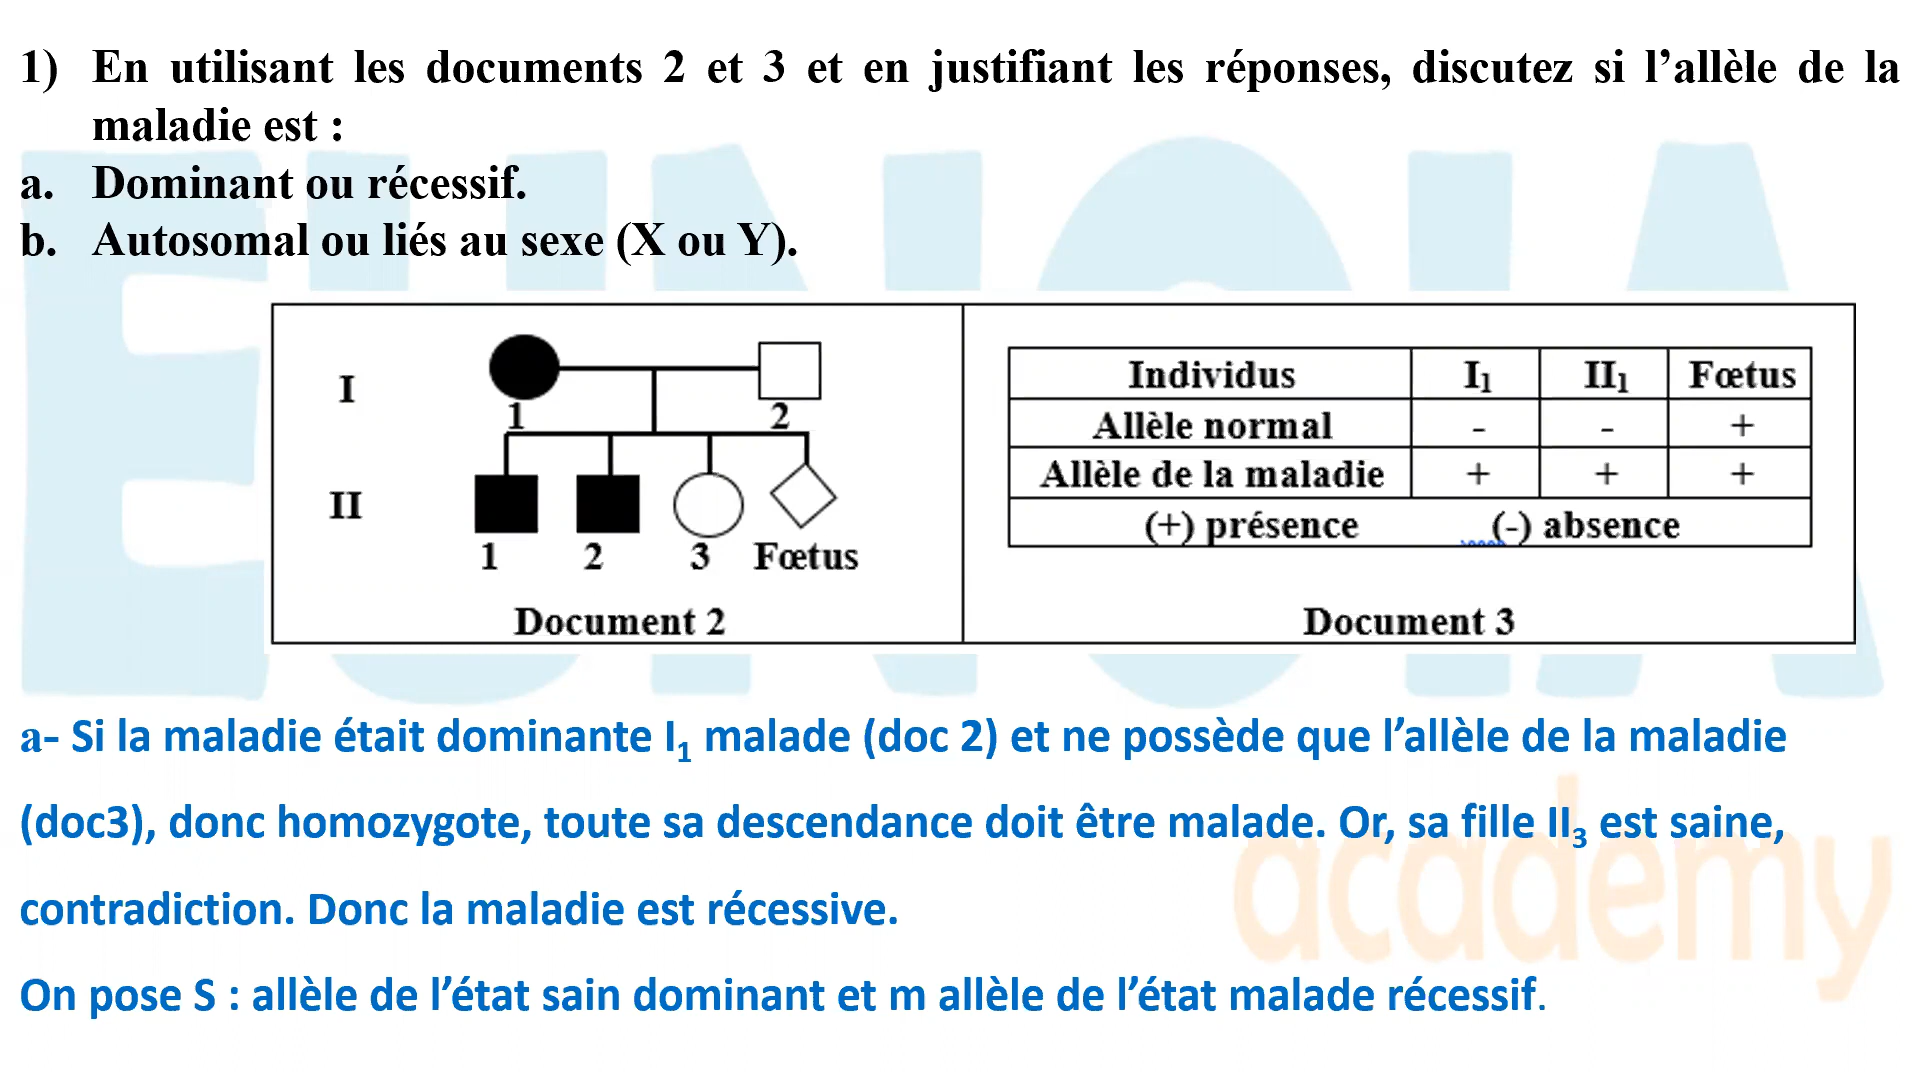 1) En utilisant les documents 2 et 3 et en justifiant les réponses, discutez si l’allèle de la
maladie est :
a. Dominant ou récessif.
b. Autosomal ou liés au sexe (X ou Y).
I
1 2
II
1 2 3 Fœtus
Document 2
Individus I1 II1 Fœtus
Allèle normal - - +
Allèle de la maladie + + +
(+) présence (-) absence
Document 3
a- Si la maladie était dominante I1 malade (doc 2) et ne possède que l’allèle de la maladie
(doc3), donc homozygote, toute sa descendance doit être malade. Or, sa fille II3 est saine,
contradiction. Donc la maladie est récessive.
On pose S : allèle de l’état sain dominant et m allèle de l’état malade récessif.
EUNOIA
academy